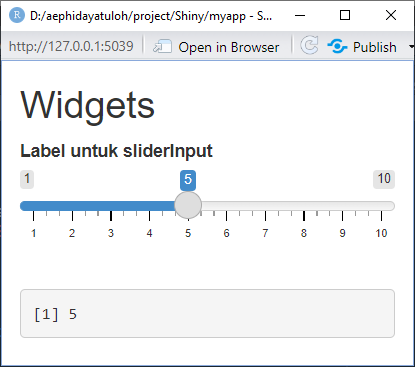 D:/aephidayatuloh/project/Shiny/myapp - S...
http://127.0.0.1:5039 Open in Browser Publish
Widgets
Label untuk sliderInput
1 5 10
1 2 3 4 5 6 7 8 9 10
[1] 5